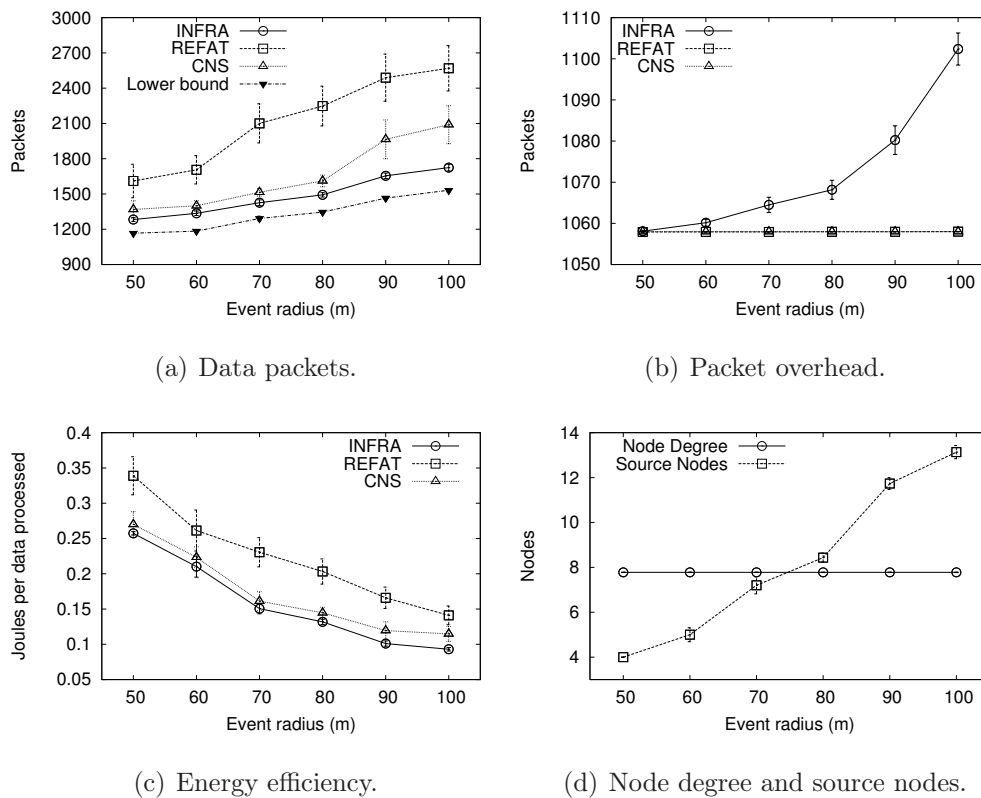 3000
2700
2400
2100
1800
1500
1200
900
Packets
INFRA
REFAT
CNS
Lower bound
50 60 70 80 90 100
Event radius (m)
(a) Data packets.
1110
1100
1090
1080
1070
1060
1050
Packets
INFRA
REFAT
CNS
50 60 70 80 90 100
Event radius (m)
(b) Packet overhead.
0.4
0.35
0.3
0.25
0.2
0.15
0.1
0.05
Joules per data processed
INFRA
REFAT
CNS
50 60 70 80 90 100
Event radius (m)
(c) Energy efficiency.
14
12
10
8
6
4
Nodes
Node Degree
Source Nodes
50 60 70 80 90 100
Event radius (m)
(d) Node degree and source nodes.